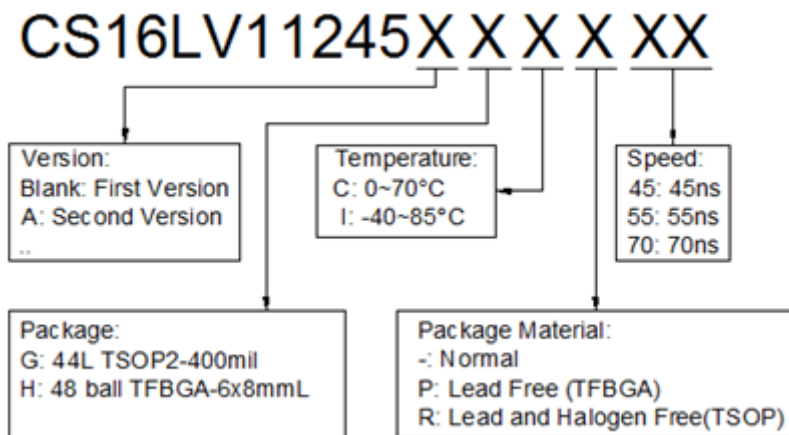 CS16LV11245X X X X XX
Version:
Blank: First Version
A: Second Version
..
Temperature:
C: 0~70°C
I: -40~85°C
Speed:
45: 45ns
55: 55ns
70: 70ns
Package:
G: 44L TSOP2-400mil
H: 48 ball TFBGA-6x8mmL
Package Material:
-: Normal
P: Lead Free (TFBGA)
R: Lead and Halogen Free(TSOP)